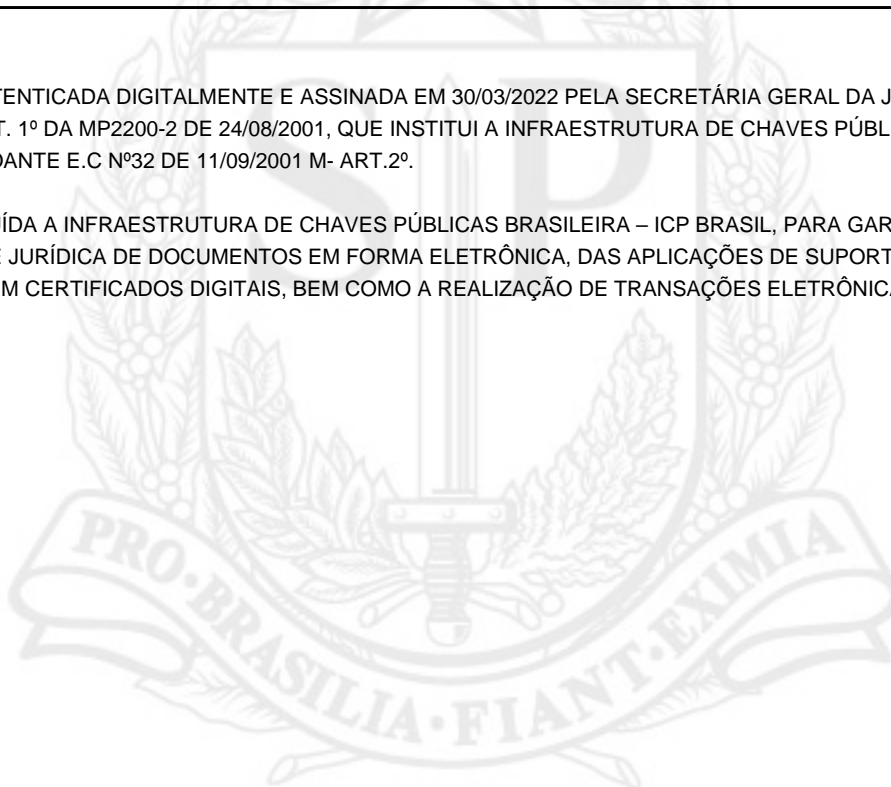 TENTICADA DIGITALMENTE E ASSINADA EM 30/03/2022 PELA SECRETÁRIA GERAL DA J
T. 1º DA MP2200-2 DE 24/08/2001, QUE INSTITUI A INFRAESTRUTURA DE CHAVES PÚBL
DANTE E.C Nº32 DE 11/09/2001 M- ART.2º.
UÍDA A INFRAESTRUTURA DE CHAVES PÚBLICAS BRASILEIRA – ICP BRASIL, PARA GAR
E JURÍDICA DE DOCUMENTOS EM FORMA ELETRÔNICA, DAS APLICAÇÕES DE SUPORT
M CERTIFICADOS DIGITAIS, BEM COMO A REALIZAÇÃO DE TRANSAÇÕES ELETRÔNICA
SP
PRO·BRASILIA·FIANT·EXIMIA